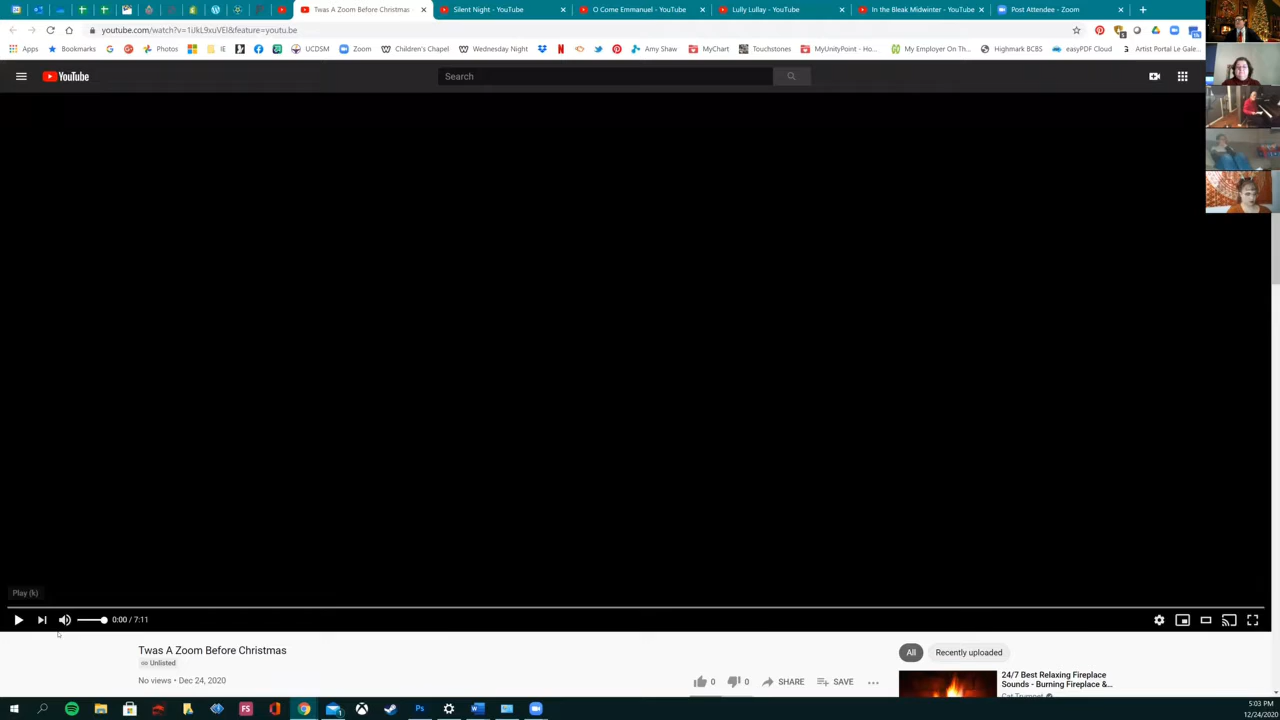 Twas A Zoom Before Christmas
Silent Night - YouTube
O Come Emmanuel - YouTube
Lully Lullay - YouTube
In the Bleak Midwinter - YouTube
Post Attendee - Zoom
youtube.com/watch?v=1iJkL9xuVEI&feature=youtu.be
Apps
Bookmarks
Photos
IE
UCDSM
Zoom
Children's Chapel
Wednesday Night
Amy Shaw
MyChart
Touchstones
MyUnityPoint - Ho...
My Employer On Th...
Highmark BCBS
easyPDF Cloud
Artist Portal Le Gale...
YouTube
Search
Play (k)
0:00 / 7:11
Twas A Zoom Before Christmas
Unlisted
No views • Dec 24, 2020
0
0
SHARE
SAVE
All
Recently uploaded
24/7 Best Relaxing Fireplace
Sounds - Burning Fireplace &...
Cat Trumpet
5:03 PM
12/24/2020